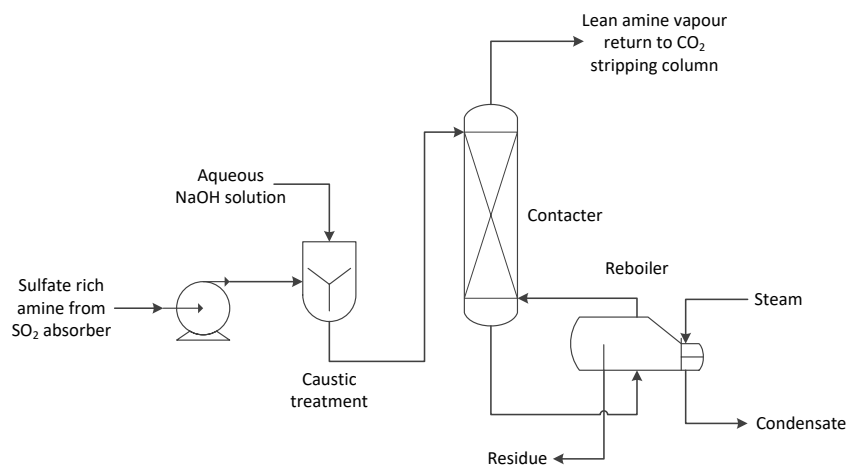 Lean amine vapour
return to CO₂
stripping column
Aqueous
NaOH solution
Contacter
Reboiler
Sulfate rich
amine from
SO₂ absorber
Steam
Caustic
treatment
Condensate
Residue